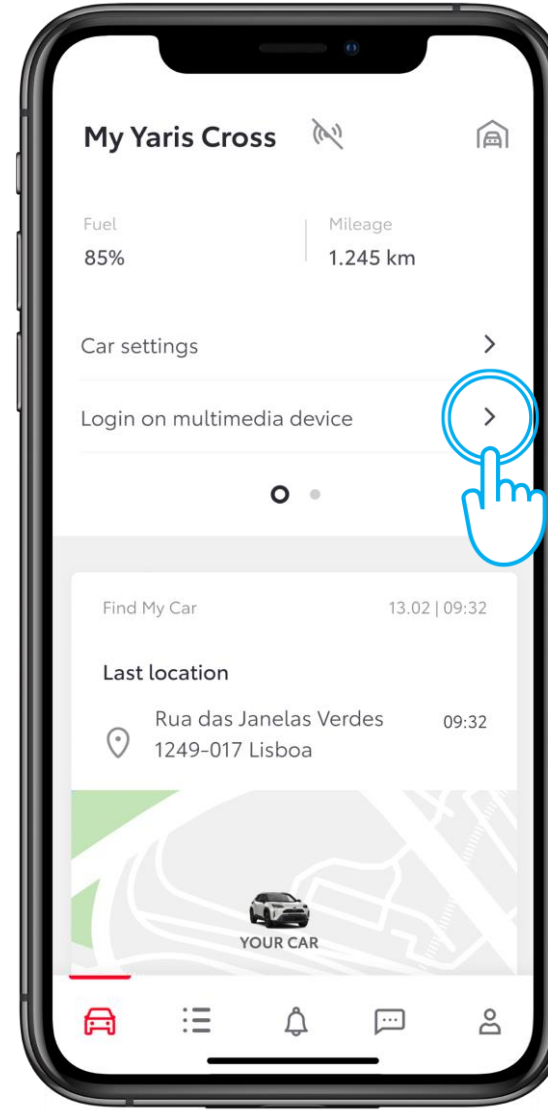 My Yaris Cross
Fuel
Mileage
85%
1.245 km
Car settings
Login on multimedia device
Find My Car
13.02 | 09:32
Last location
Rua das Janelas Verdes
09:32
1249-017 Lisboa
YOUR CAR